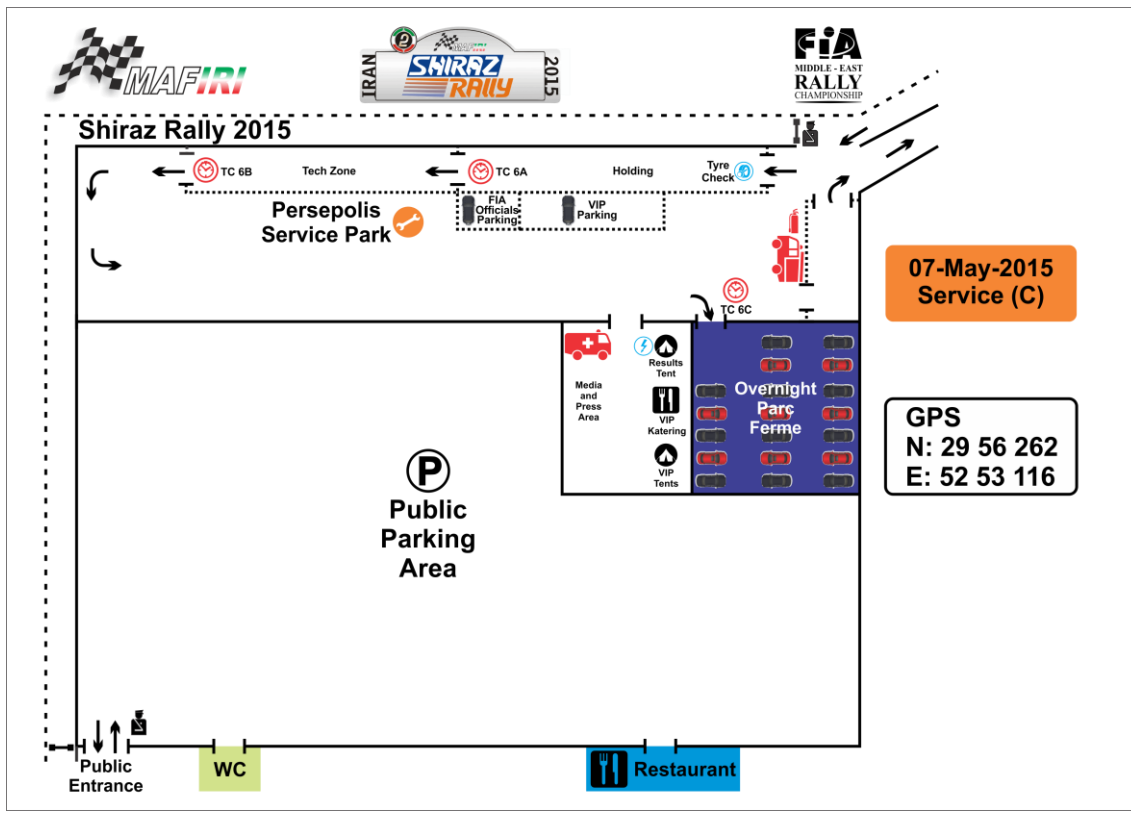 MAFIRI
IRAN
2
MAFIRI
SHIRAZ
RALLY
2015
FiA
MIDDLE - EAST
RALLY
CHAMPIONSHIP
Shiraz Rally 2015
TC 6B
Tech Zone
TC 6A
Holding
Tyre
Check
Persepolis
Service Park
FIA
Officials
Parking
VIP
Parking
07-May-2015
Service (C)
TC 6C
Results
Tent
Media
and
Press
Area
VIP
Katering
VIP
Tents
Overnight
Parc
Ferme
GPS
N: 29 56 262
E: 52 53 116
P
Public
Parking
Area
Public
Entrance
WC
Restaurant